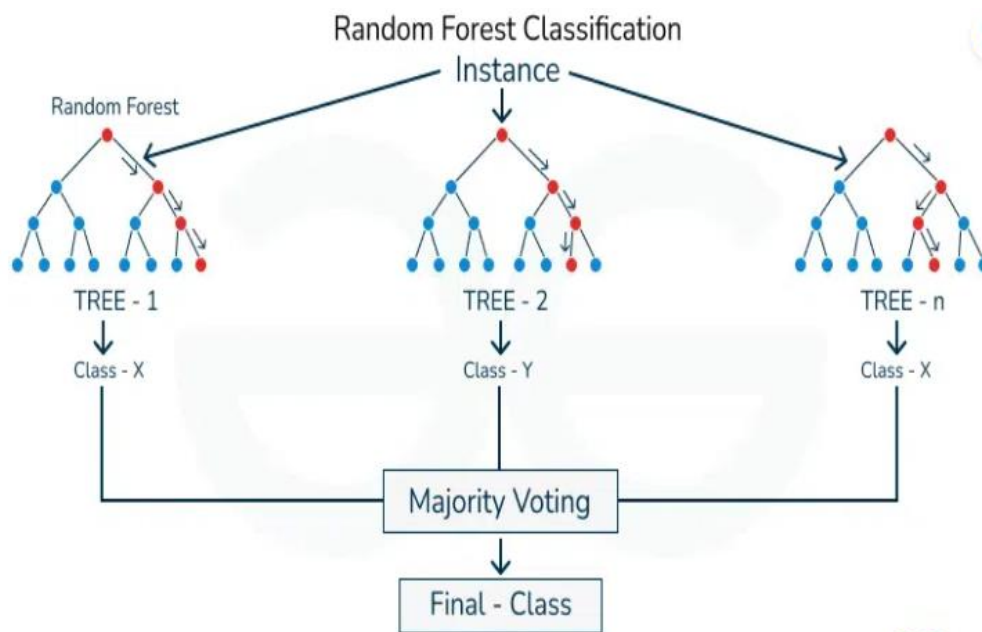 Random Forest Classification
Instance
Random Forest
TREE - 1
TREE - 2
TREE - n
Class - X
Class - Y
Class - X
Majority Voting
Final - Class